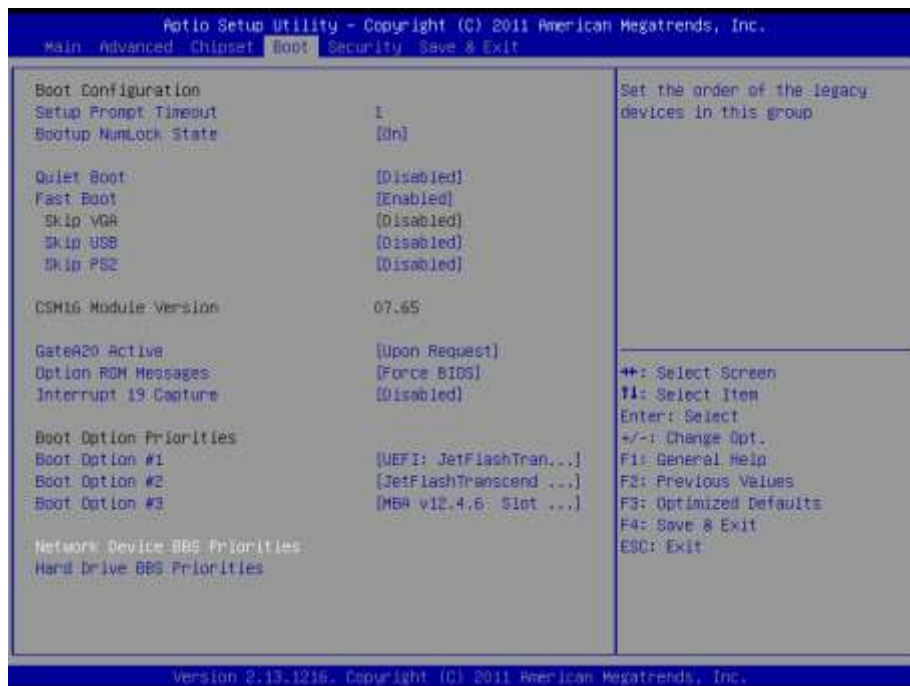 Aptio Setup Utility - Copyright (C) 2011 American Megatrends, Inc.
Main Advanced Chipset Boot Security Save & Exit
Boot Configuration
Setup Prompt Timeout 1
Bootup NumLock State [On]
Quiet Boot [Disabled]
Fast Boot [Enabled]
Skip VGA [Disabled]
Skip USB [Disabled]
Skip PS2 [Disabled]
CSM16 Module Version 07.65
GateA20 Active [Upon Request]
Option ROM Messages [Force BIOS]
Interrupt 19 Capture [Disabled]
Boot Option Priorities
Boot Option #1 [UEFI: JetFlashTran...]
Boot Option #2 [JetFlashTranscend ...]
Boot Option #3 [MBA v12.4.6 Slot ...]
Network Device BBS Priorities
Hard Drive BBS Priorities
Set the order of the legacy
devices in this group
↔: Select Screen
↑↓: Select Item
Enter: Select
+/-: Change Opt.
F1: General Help
F2: Previous Values
F3: Optimized Defaults
F4: Save & Exit
ESC: Exit
Version 2.13.1216. Copyright (C) 2011 American Megatrends, Inc.